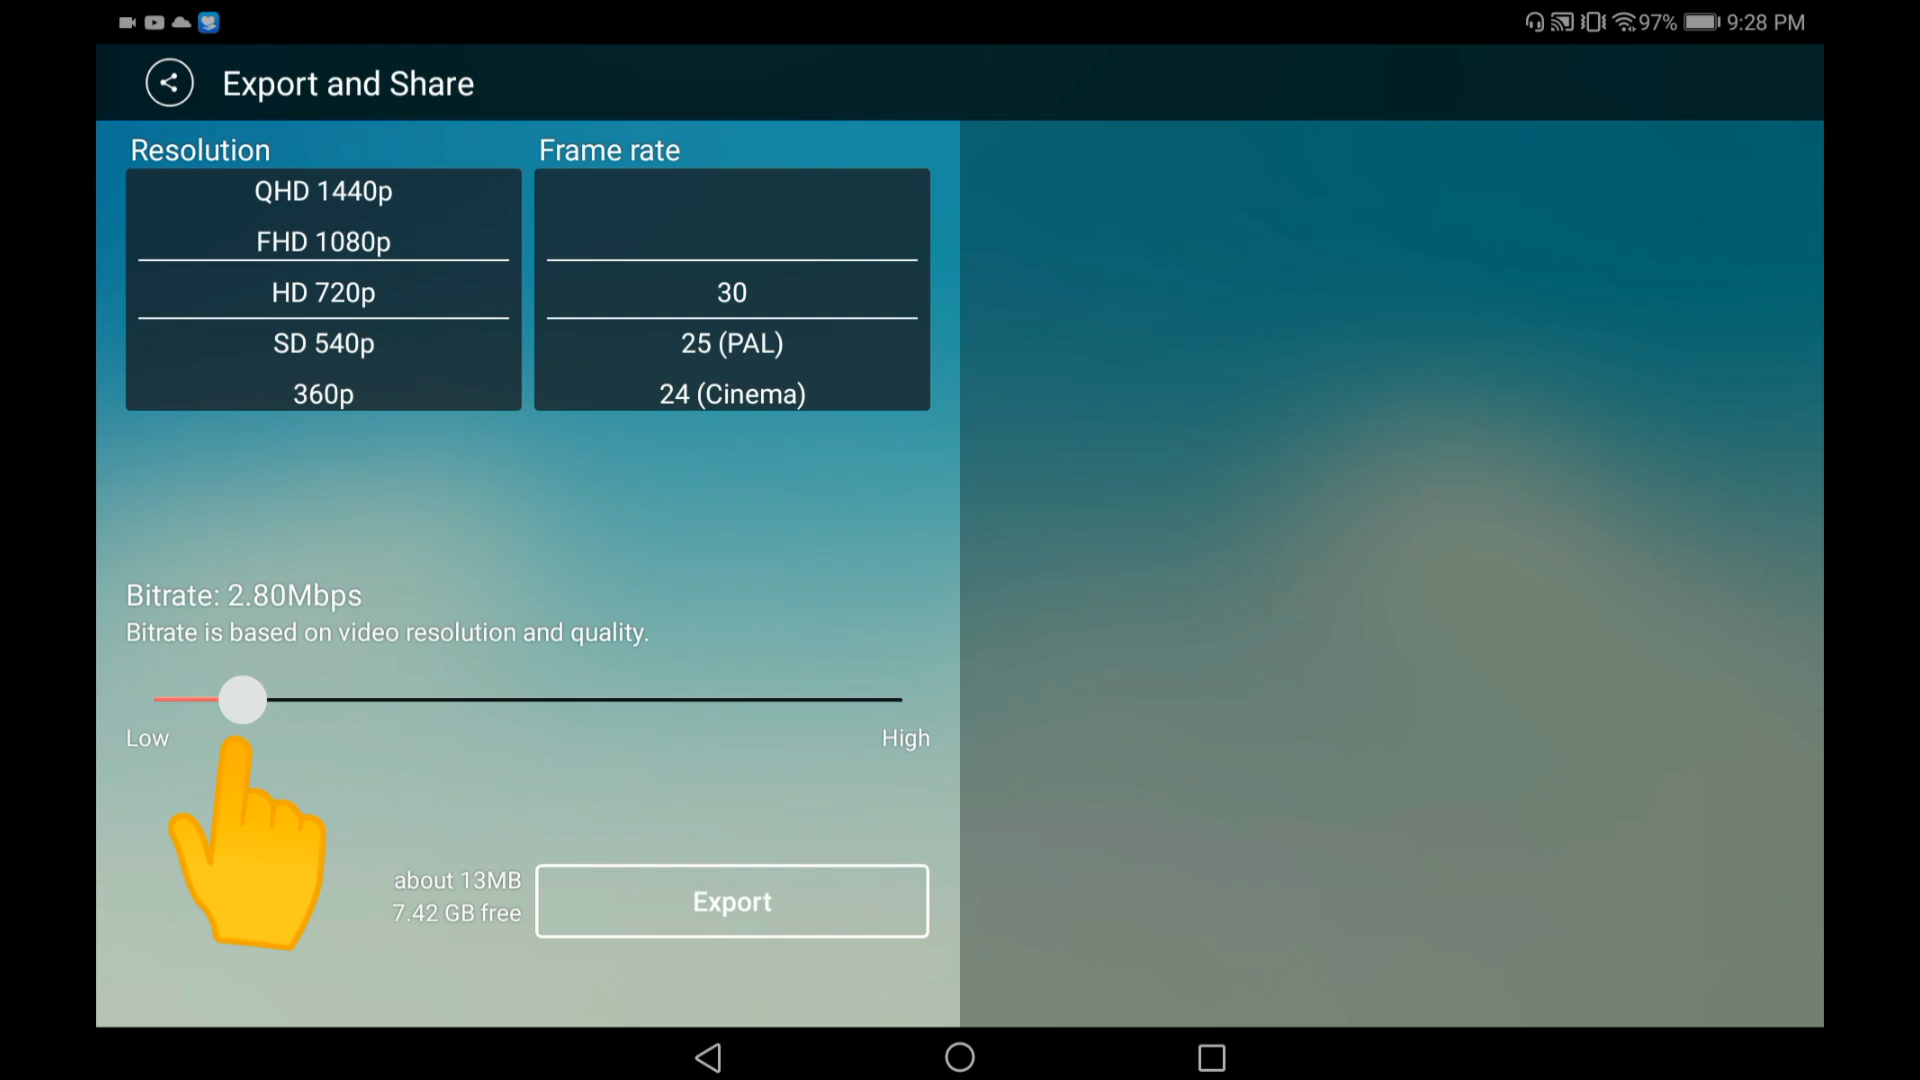 97% 9:28 PM
Export and Share
Resolution
QHD 1440p
FHD 1080p
HD 720p
SD 540p
360p
Frame rate
30
25 (PAL)
24 (Cinema)
Bitrate: 2.80Mbps
Bitrate is based on video resolution and quality.
Low
High
about 13MB
7.42 GB free
Export